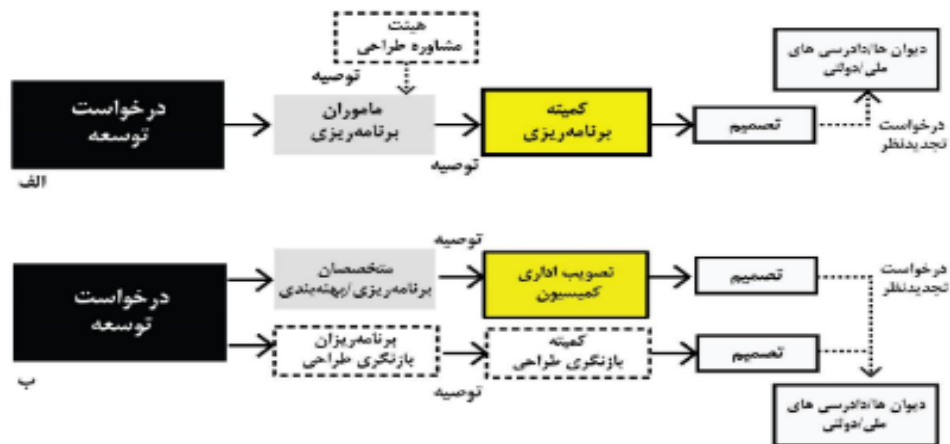 هیئت
مشاوره طراحی
توصیه
دیوان ها/دادرسی های
ملی/دولتی
درخواست
توسعه
ماموران
برنامه‌ریزی
کمیته
برنامه‌ریزی
تصمیم
درخواست
تجدیدنظر
توصیه
الف
توصیه
درخواست
توسعه
متخصصان
برنامه‌ریزی/پهنه‌بندی
تصویب اداری
کمیسیون
تصمیم
درخواست
تجدیدنظر
برنامه‌ریزان
بازنگری طراحی
کمیته
بازنگری طراحی
تصمیم
توصیه
ب
دیوان ها/دادرسی های
ملی/دولتی